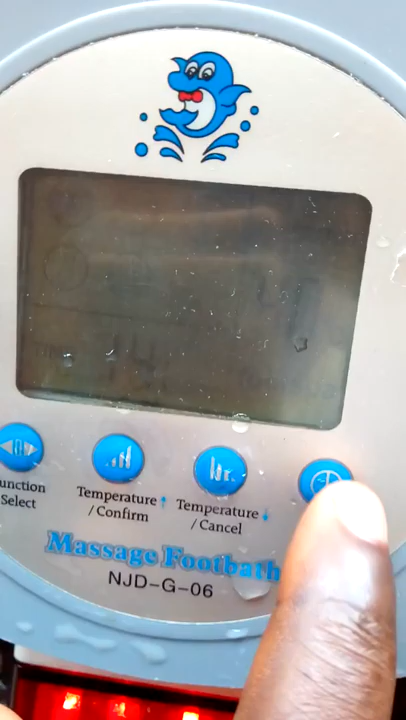 unction
Select
Temperature↑
/Confirm
Temperature↓
/Cancel
Massage Footbath
NJD-G-06